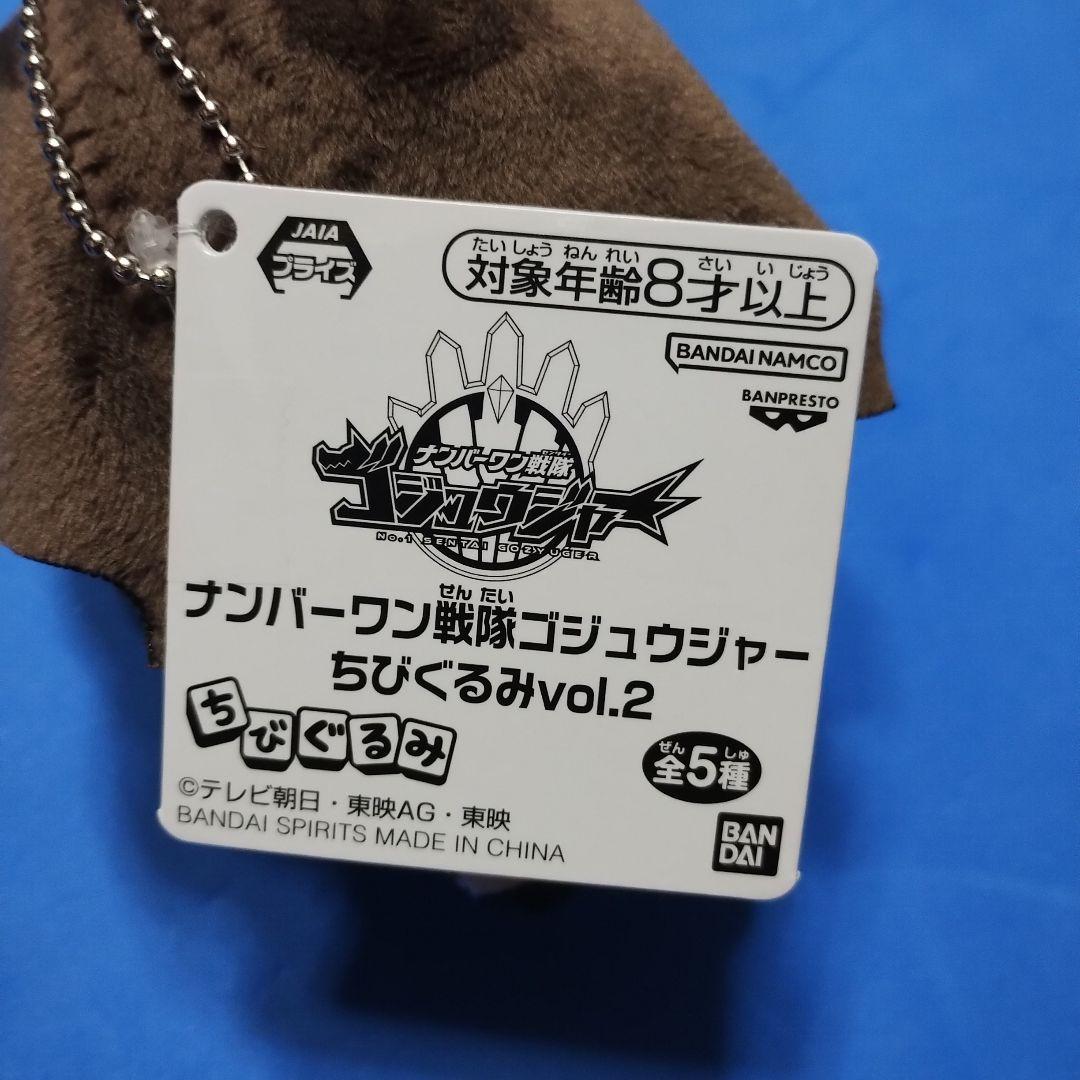 JAIA
プライズ
たいしょうねんれい さいいじょう
対象年齢8才以上
BANDAI NAMCO
BANPRESTO
ナンバーワン戦隊
ゴジュウジャー
NO.1 SENTAI GOZYUGER
せんたい
ナンバーワン戦隊ゴジュウジャー
ちびぐるみvol.2
ちびぐるみ
ぜん しゅ
全5種
©テレビ朝日・東映AG・東映
BANDAI SPIRITS MADE IN CHINA
BAN
DAI